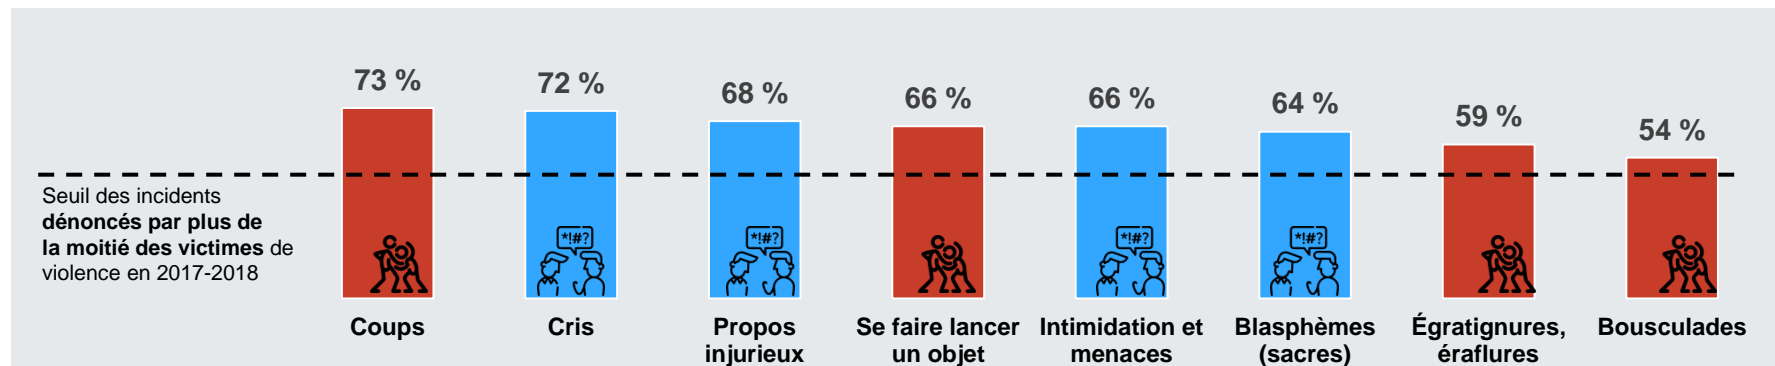 73 %
72 %
68 %
66 %
66 %
64 %
59 %
54 %
Seuil des incidents
dénoncés par plus de
la moitié des victimes de
violence en 2017-2018
*!#?
*!#?
*!#?
*!#?
Coups
Cris
Propos
injurieux
Se faire lancer
un objet
Intimidation et
menaces
Blasphèmes
(sacres)
Égratignures,
éraflures
Bousculades